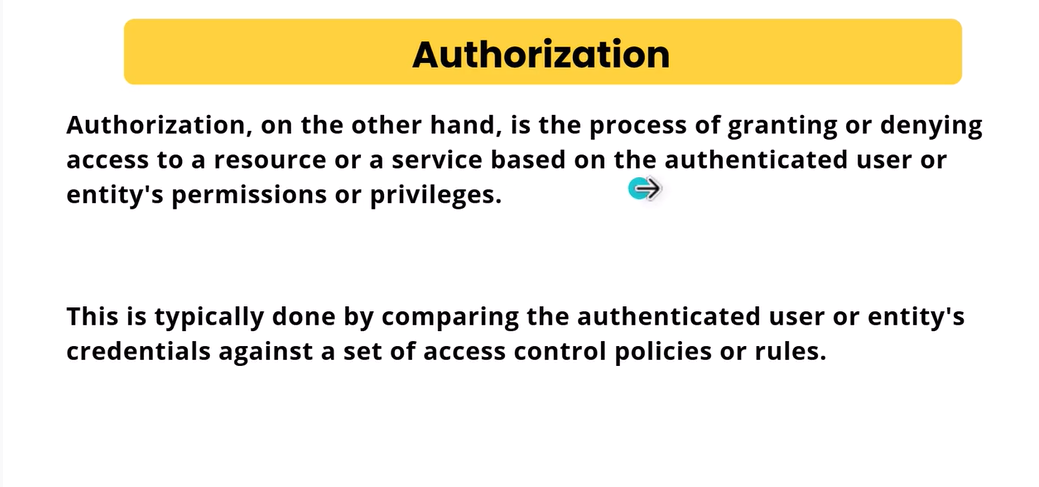 Authorization
Authorization, on the other hand, is the process of granting or denying
access to a resource or a service based on the authenticated user or
entity's permissions or privileges.
This is typically done by comparing the authenticated user or entity's
credentials against a set of access control policies or rules.